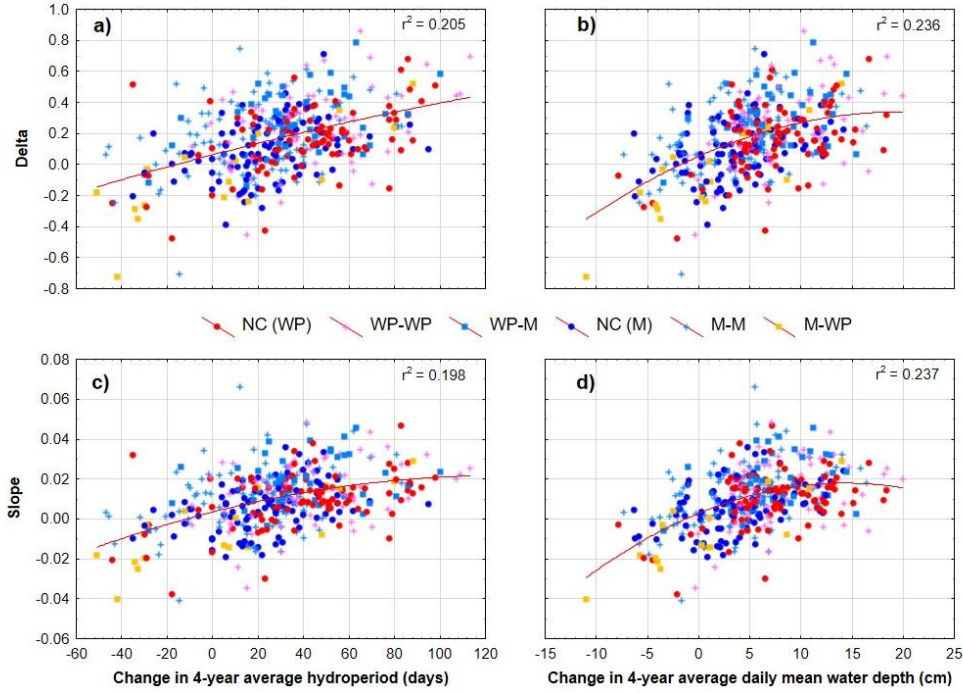 a)
r² = 0.205
b)
r² = 0.236
1.0
0.8
0.6
0.4
0.2
0.0
-0.2
-0.4
-0.6
-0.8
Delta
NC (WP) WP-WP WP-M NC (M) M-M M-WP
c)
r² = 0.198
d)
r² = 0.237
0.08
0.06
0.04
0.02
0.00
-0.02
-0.04
-0.06
Slope
-60 -40 -20 0 20 40 60 80 100 120
-15 -10 -5 0 5 10 15 20 25
Change in 4-year average hydroperiod (days)
Change in 4-year average daily mean water depth (cm)